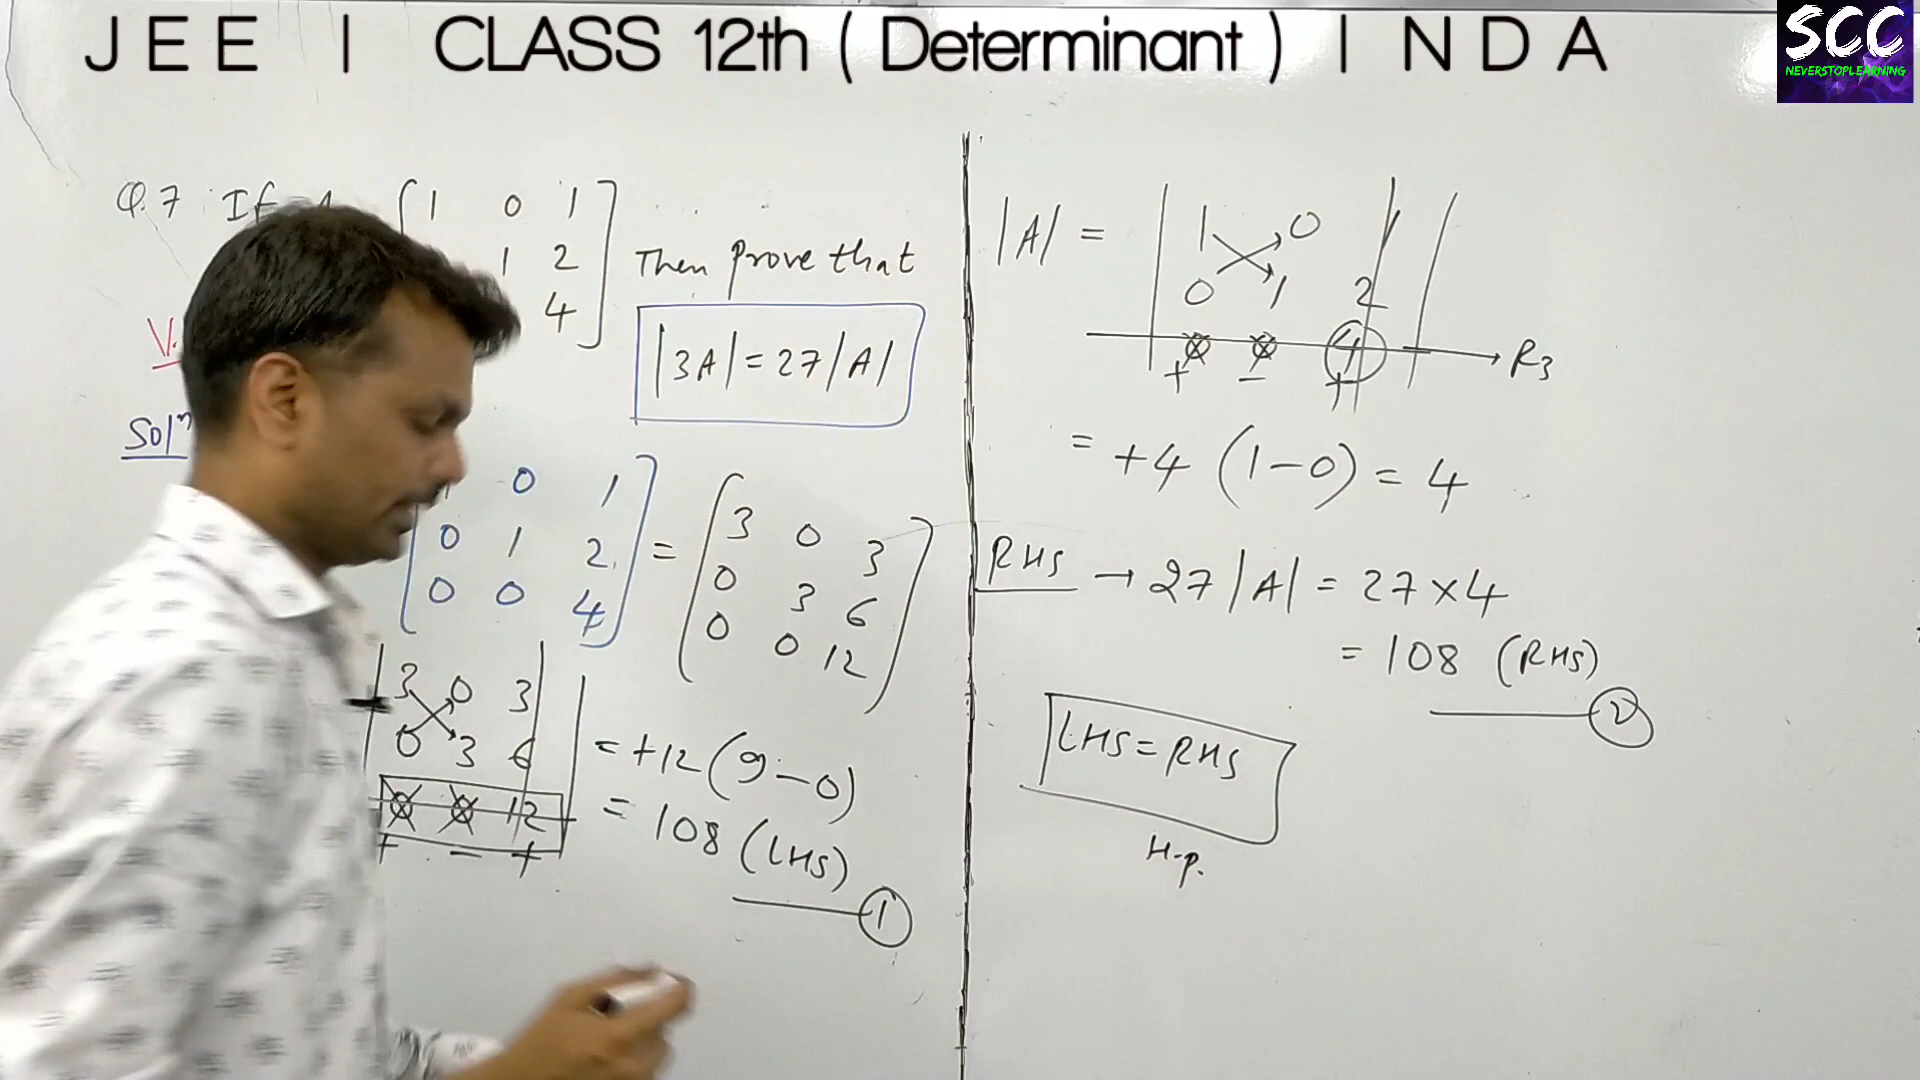 JEE | CLASS 12th ( Determinant ) | NDA
SCC
NEVERSTOPLEARNING
Q.7 If
[1 0 1
1 2
4]
Then prove that
|3A| = 27|A|
V.
Solⁿ
0 1
0 1 2
0 0 4] = [3 0 3
0 3 6
0 0 12]
|3 0 3
0 3 6
0 0 12| = +12 (9-0)
+ - +
= 108 (LHS)
1
|A| = |1 0 1
0 1 2
0 0 4| → R3
+ - +
= +4 (1-0) = 4
RHS → 27|A| = 27×4
= 108 (RHS)
2
LHS = RHS
H.p.